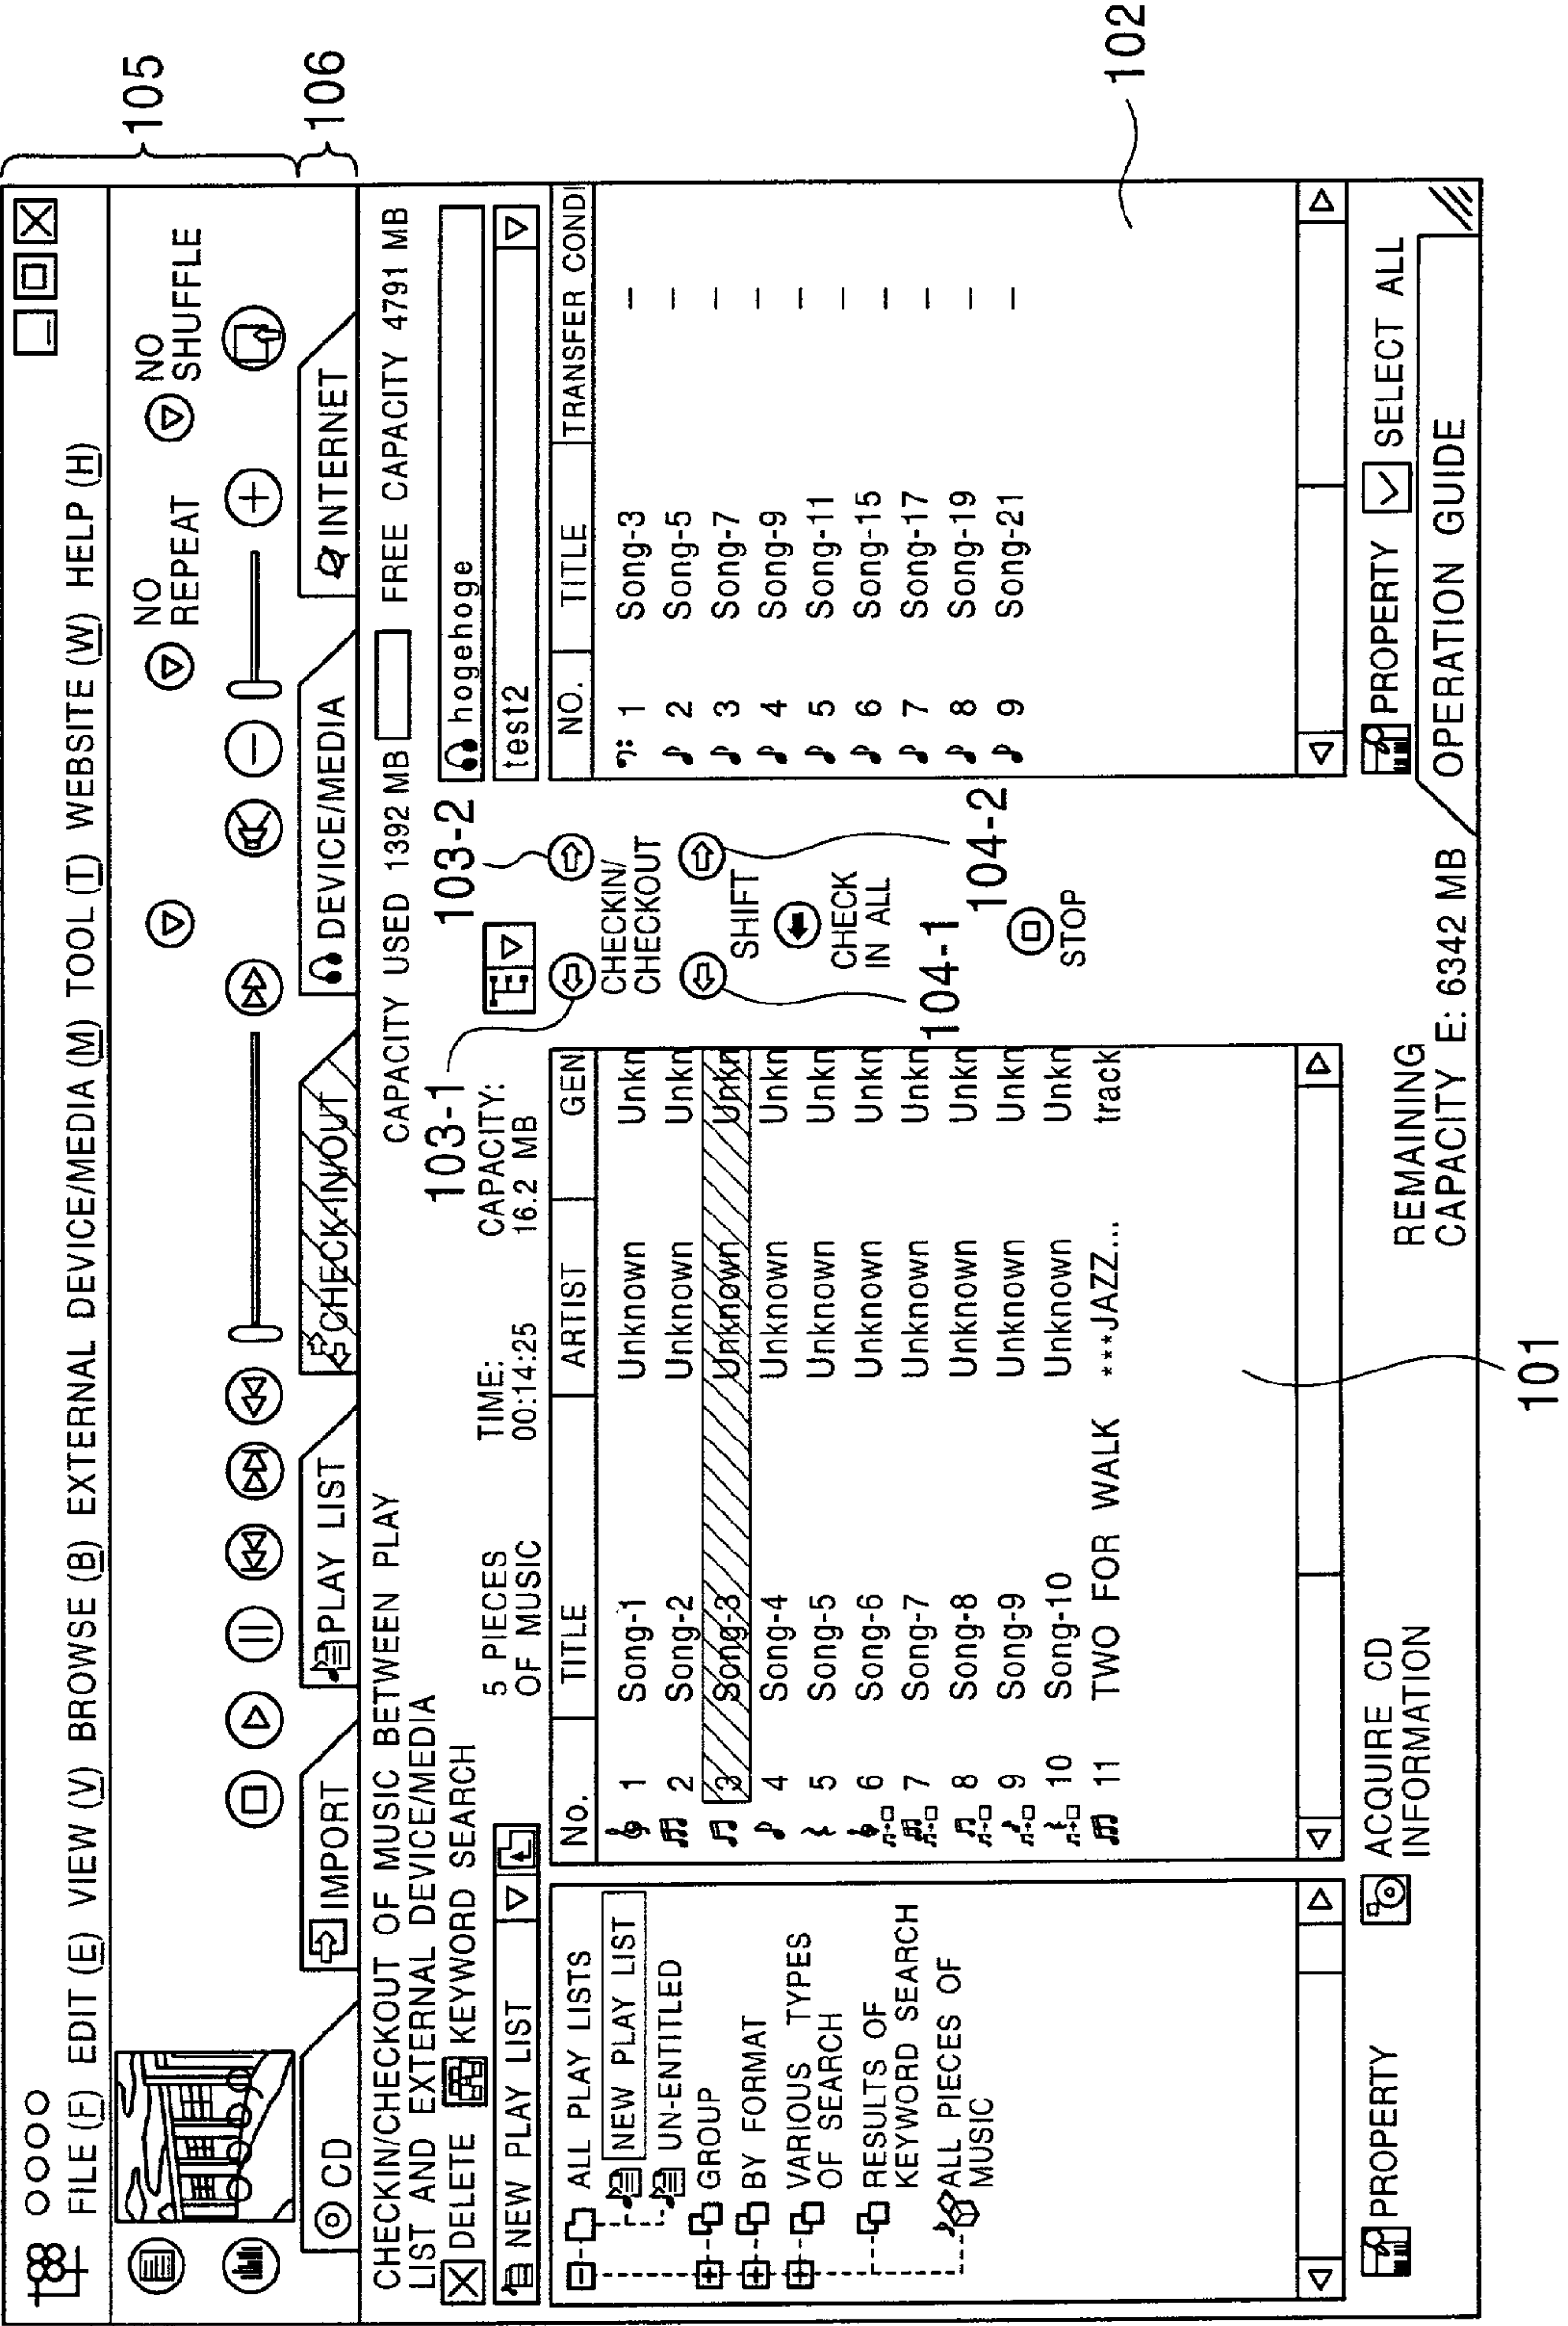 105
106
○○○○
FILE (F) EDIT (E) VIEW (V) BROWSE (B) EXTERNAL DEVICE/MEDIA (M) TOOL (T) WEBSITE (W) HELP (H)
NO
REPEAT
NO
SHUFFLE
CD
IMPORT
PLAY LIST
CHECK-IN/OUT
DEVICE/MEDIA
INTERNET
CHECKIN/CHECKOUT OF MUSIC BETWEEN PLAY
LIST AND EXTERNAL DEVICE/MEDIA
CAPACITY USED 1392 MB
FREE CAPACITY 4791 MB
DELETE
KEYWORD SEARCH
NEW PLAY LIST
5 PIECES
OF MUSIC
TIME:
00:14:25
CAPACITY:
16.2 MB
103-1
103-2
hogehoge
test2
ALL PLAY LISTS
NEW PLAY LIST
UN-ENTITLED
GROUP
BY FORMAT
VARIOUS TYPES
OF SEARCH
RESULTS OF
KEYWORD SEARCH
ALL PIECES OF
MUSIC
No. TITLE ARTIST GEN
1 Song-1 Unknown Unkn
2 Song-2 Unknown Unkn
3 Song-3 Unknown Unkn
4 Song-4 Unknown Unkn
5 Song-5 Unknown Unkn
6 Song-6 Unknown Unkn
7 Song-7 Unknown Unkn
8 Song-8 Unknown Unkn
9 Song-9 Unknown Unkn
10 Song-10 Unknown Unkn
11 TWO FOR WALK ***JAZZ... track
CHECKIN/
CHECKOUT
SHIFT
CHECK
IN ALL
STOP
104-1
104-2
NO. TITLE TRANSFER CONDI
1 Song-3 –
2 Song-5 –
3 Song-7 –
4 Song-9 –
5 Song-11 –
6 Song-15 –
7 Song-17 –
8 Song-19 –
9 Song-21 –
102
PROPERTY
ACQUIRE CD
INFORMATION
REMAINING
CAPACITY E: 6342 MB
PROPERTY
SELECT ALL
OPERATION GUIDE
101